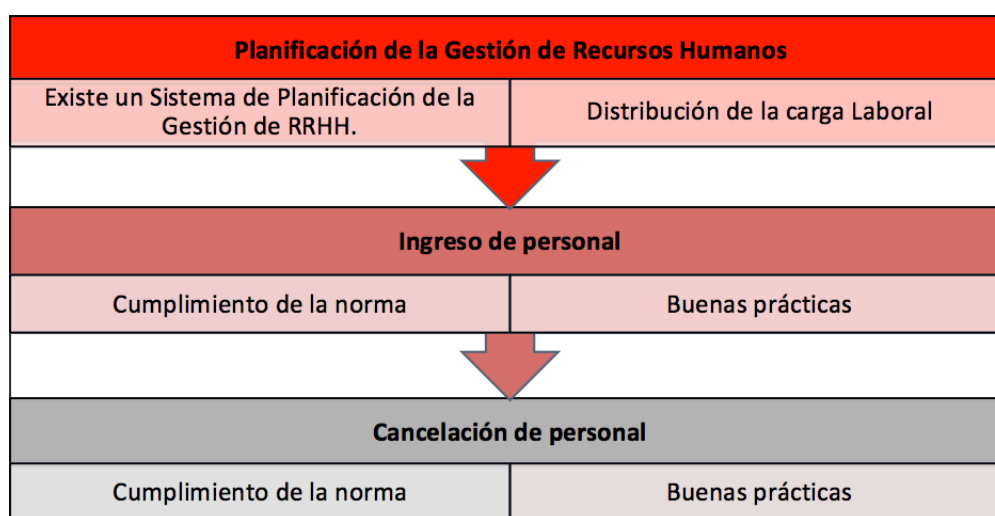 Planificación de la Gestión de Recursos Humanos
Existe un Sistema de Planificación de la
Gestión de RRHH.
Distribución de la carga Laboral
Ingreso de personal
Cumplimiento de la norma
Buenas prácticas
Cancelación de personal
Cumplimiento de la norma
Buenas prácticas